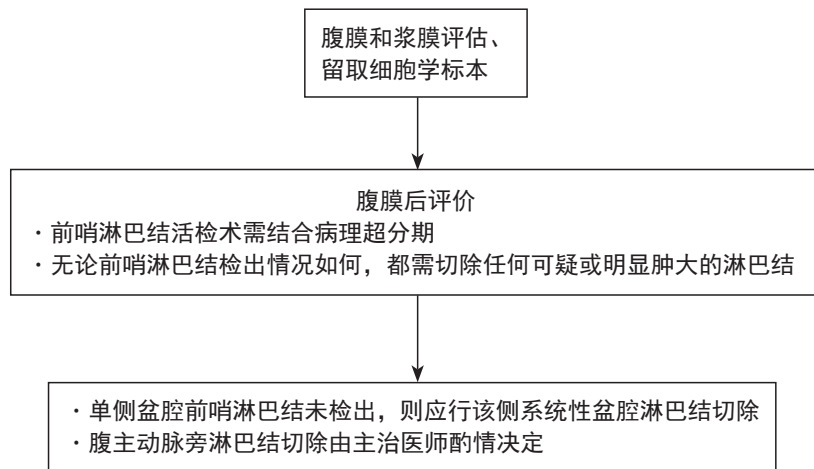 腹膜和浆膜评估、
留取细胞学标本
腹膜后评价
·前哨淋巴结活检术需结合病理超分期
·无论前哨淋巴结检出情况如何，都需切除任何可疑或明显肿大的淋巴结
·单侧盆腔前哨淋巴结未检出，则应行该侧系统性盆腔淋巴结切除
·腹主动脉旁淋巴结切除由主治医师酌情决定